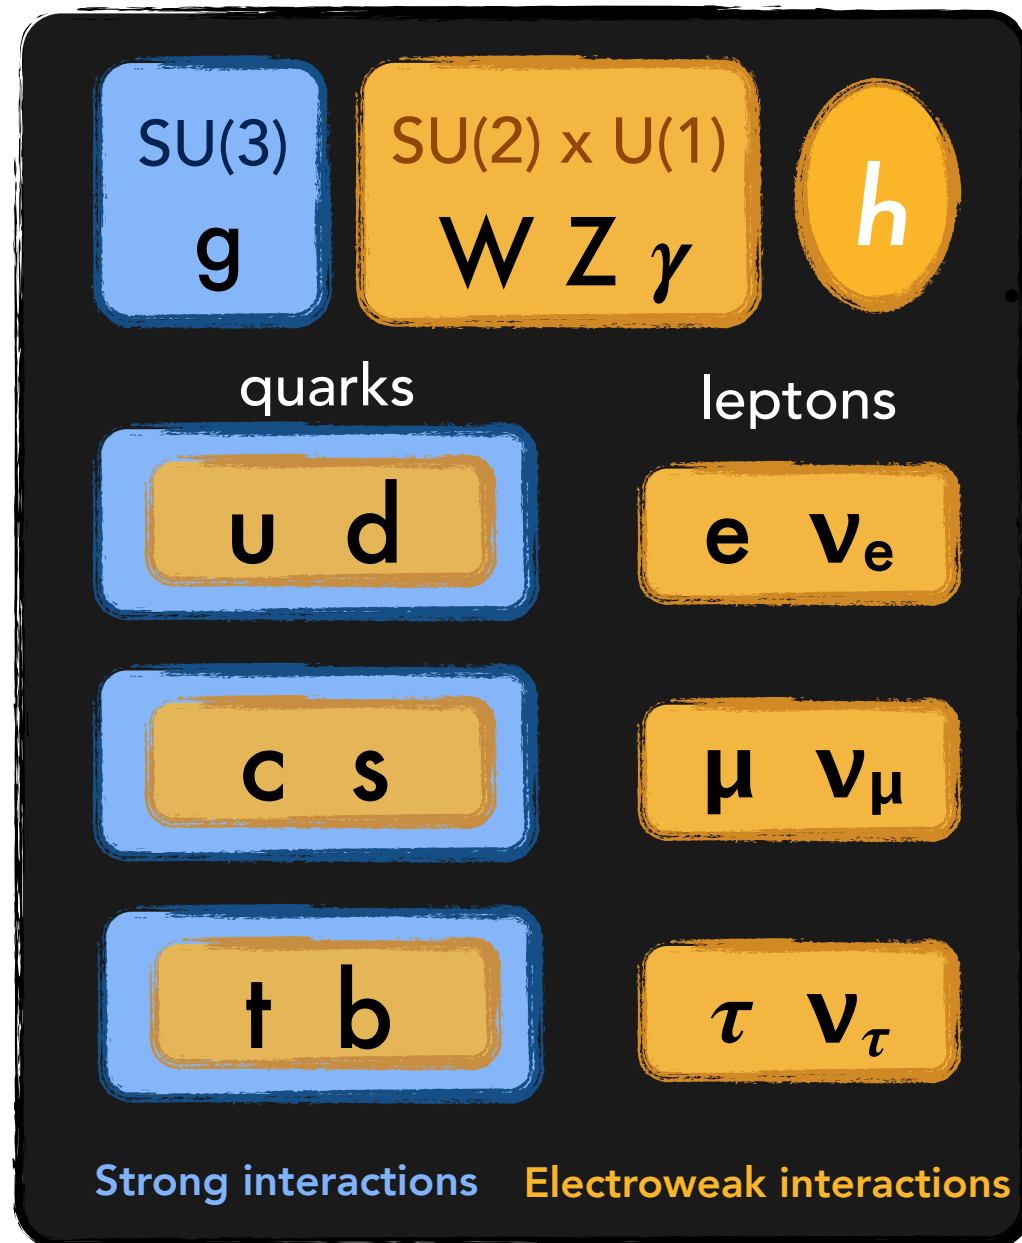 SU(3)
g
SU(2) x U(1)
W Z γ
h
quarks
leptons
u d
e νe
c s
μ νμ
t b
τ ντ
Strong interactions
Electroweak interactions